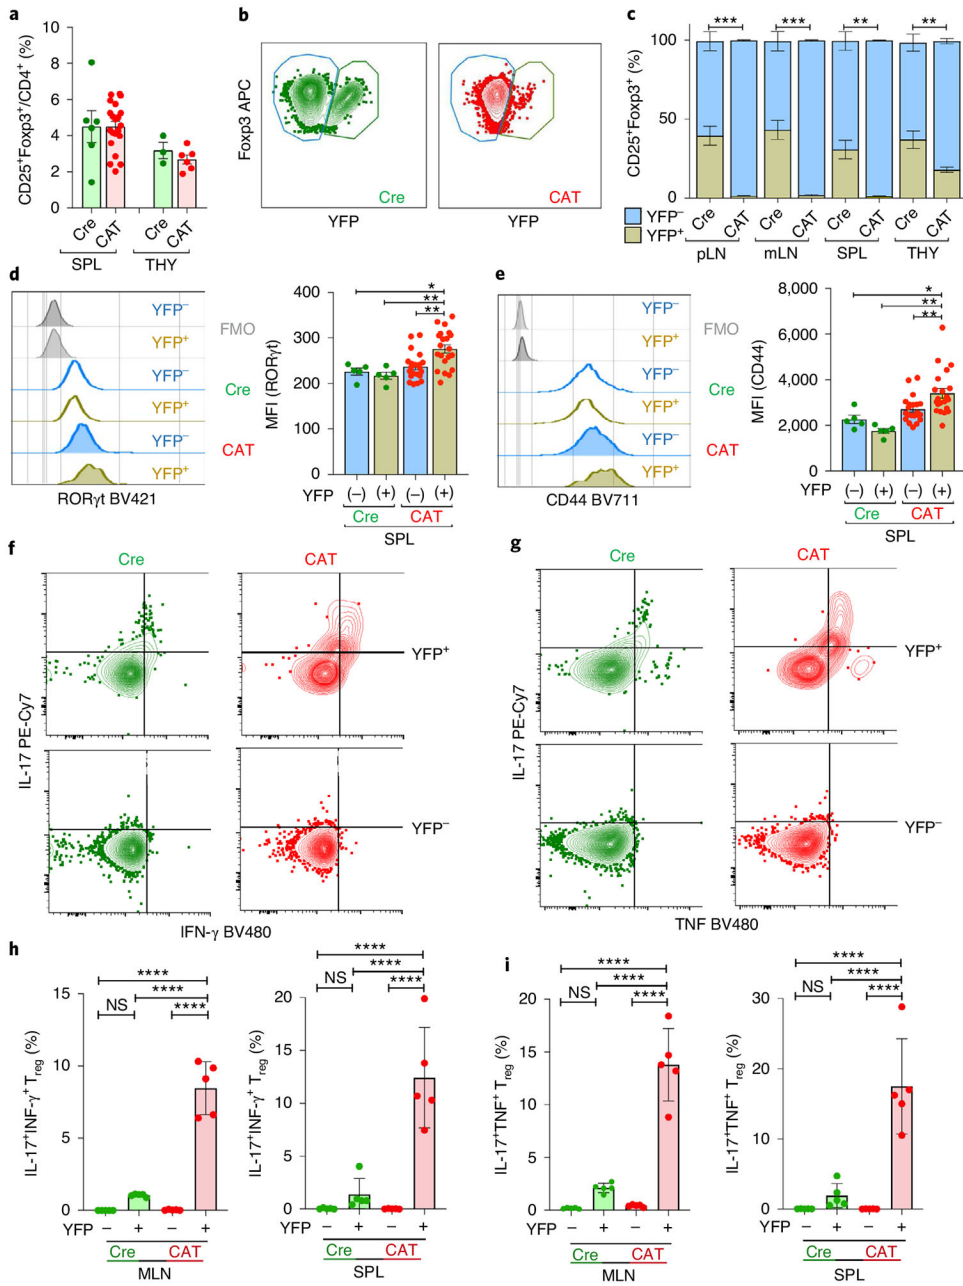 a
CD25+Foxp3+/CD4+ (%)
10
8
6
4
2
0
Cre
CAT
Cre
CAT
SPL
THY
b
Foxp3 APC
Cre
CAT
YFP
YFP
c
CD25+Foxp3+ (%)
100
50
0
***
***
**
**
Cre
CAT
Cre
CAT
Cre
CAT
Cre
CAT
pLN
mLN
SPL
THY
YFP–
YFP+
d
YFP–
FMO
YFP+
YFP–
Cre
YFP+
YFP–
CAT
YFP+
RORγt BV421
MFI (RORγt)
400
300
200
100
0
*
**
**
YFP (–) (+) (–) (+)
Cre CAT
SPL
e
YFP–
FMO
YFP+
YFP–
Cre
YFP+
YFP–
CAT
YFP+
CD44 BV711
MFI (CD44)
8,000
6,000
4,000
2,000
0
*
**
**
YFP (–) (+) (–) (+)
Cre CAT
SPL
f
Cre
CAT
IL-17 PE-Cy7
YFP+
YFP–
IFN-γ BV480
g
Cre
CAT
IL-17 PE-Cy7
YFP+
YFP–
TNF BV480
h
IL-17+INF-γ+ Treg (%)
15
10
5
0
****
****
NS
****
YFP – + – +
Cre CAT
MLN
IL-17+INF-γ+ Treg (%)
20
15
10
5
0
****
****
NS
****
– + – +
Cre CAT
SPL
i
IL-17+TNF+ Treg (%)
20
15
10
5
0
****
****
NS
****
YFP – + – +
Cre CAT
MLN
IL-17+TNF+ Treg (%)
30
20
10
0
****
****
NS
****
– + – +
Cre CAT
SPL